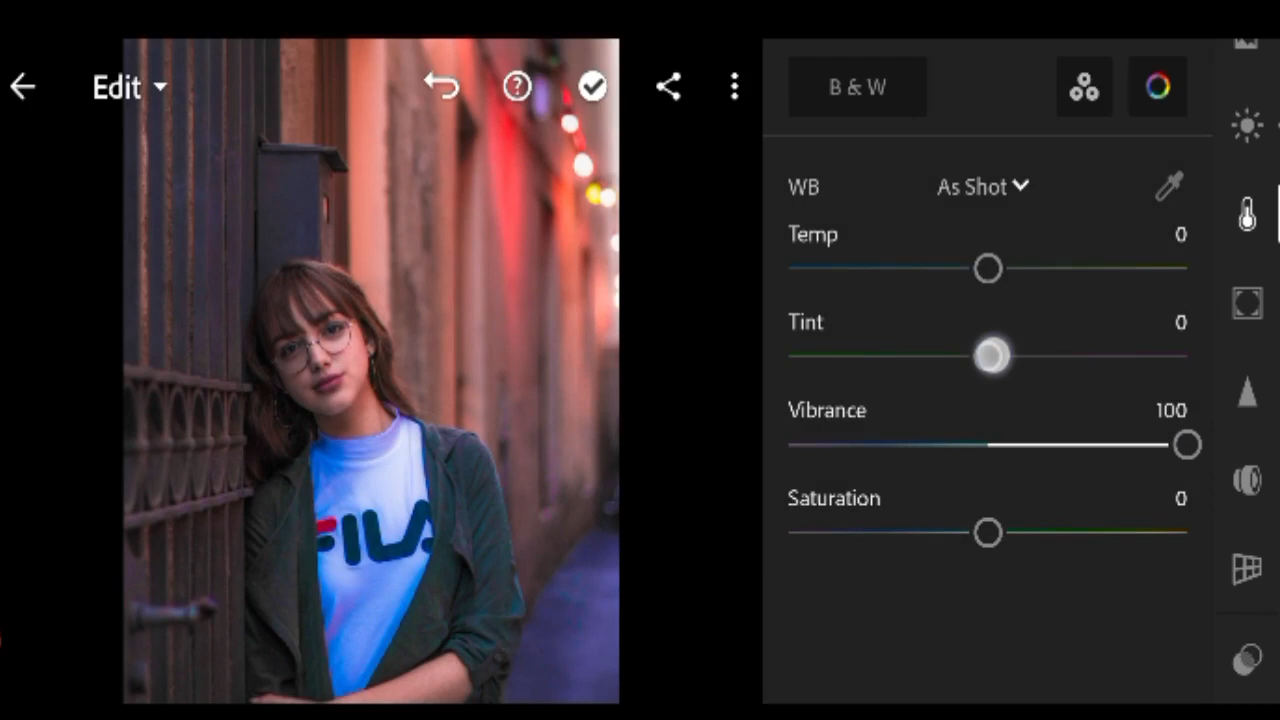 Edit
B & W
WB As Shot
Temp 0
Tint 0
Vibrance 100
Saturation 0
FILA